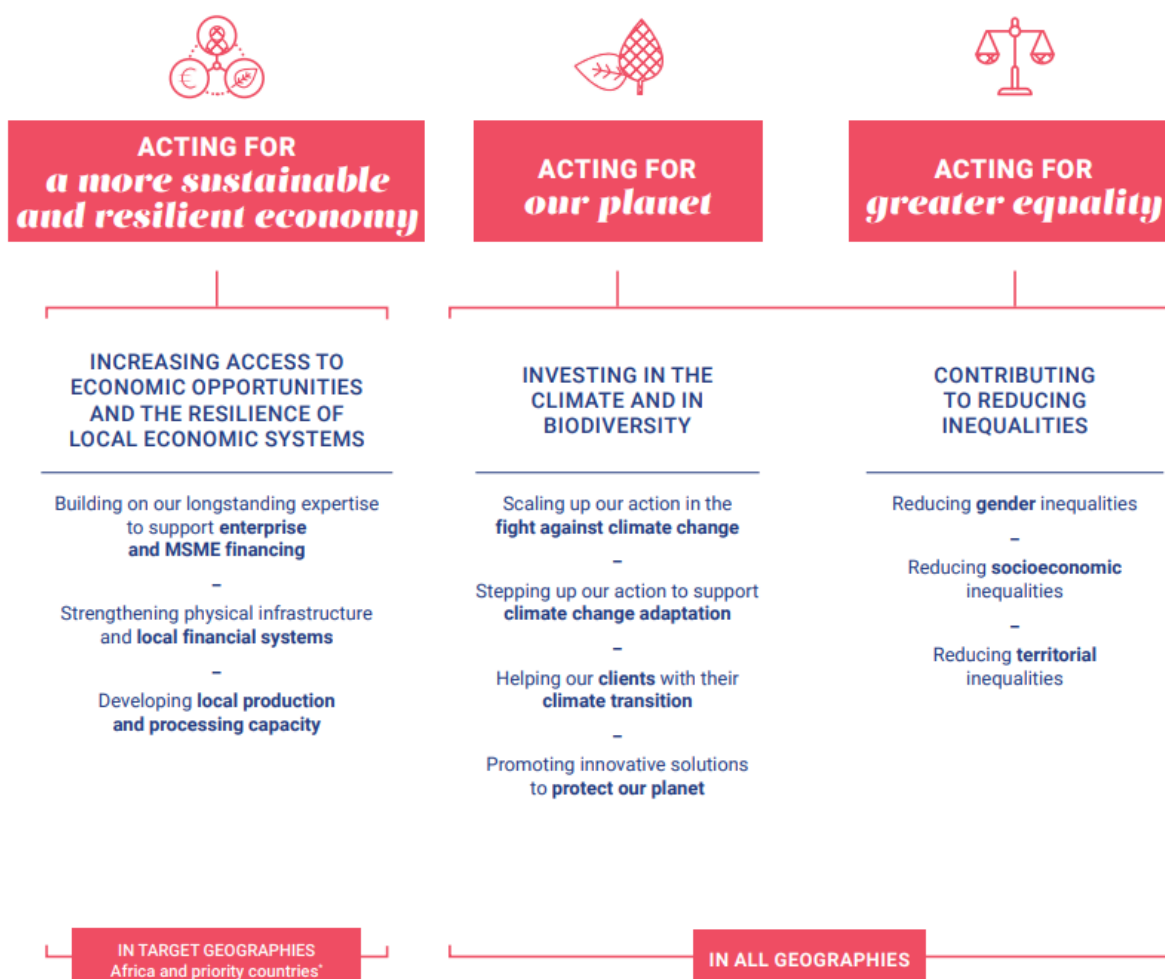 ACTING FOR
a more sustainable
and resilient economy
INCREASING ACCESS TO
ECONOMIC OPPORTUNITIES
AND THE RESILIENCE OF
LOCAL ECONOMIC SYSTEMS
Building on our longstanding expertise
to support enterprise
and MSME financing
–
Strengthening physical infrastructure
and local financial systems
–
Developing local production
and processing capacity
IN TARGET GEOGRAPHIES
Africa and priority countries*
ACTING FOR
our planet
INVESTING IN THE
CLIMATE AND IN
BIODIVERSITY
Scaling up our action in the
fight against climate change
–
Stepping up our action to support
climate change adaptation
–
Helping our clients with their
climate transition
–
Promoting innovative solutions
to protect our planet
ACTING FOR
greater equality
CONTRIBUTING
TO REDUCING
INEQUALITIES
Reducing gender inequalities
–
Reducing socioeconomic
inequalities
–
Reducing territorial
inequalities
IN ALL GEOGRAPHIES